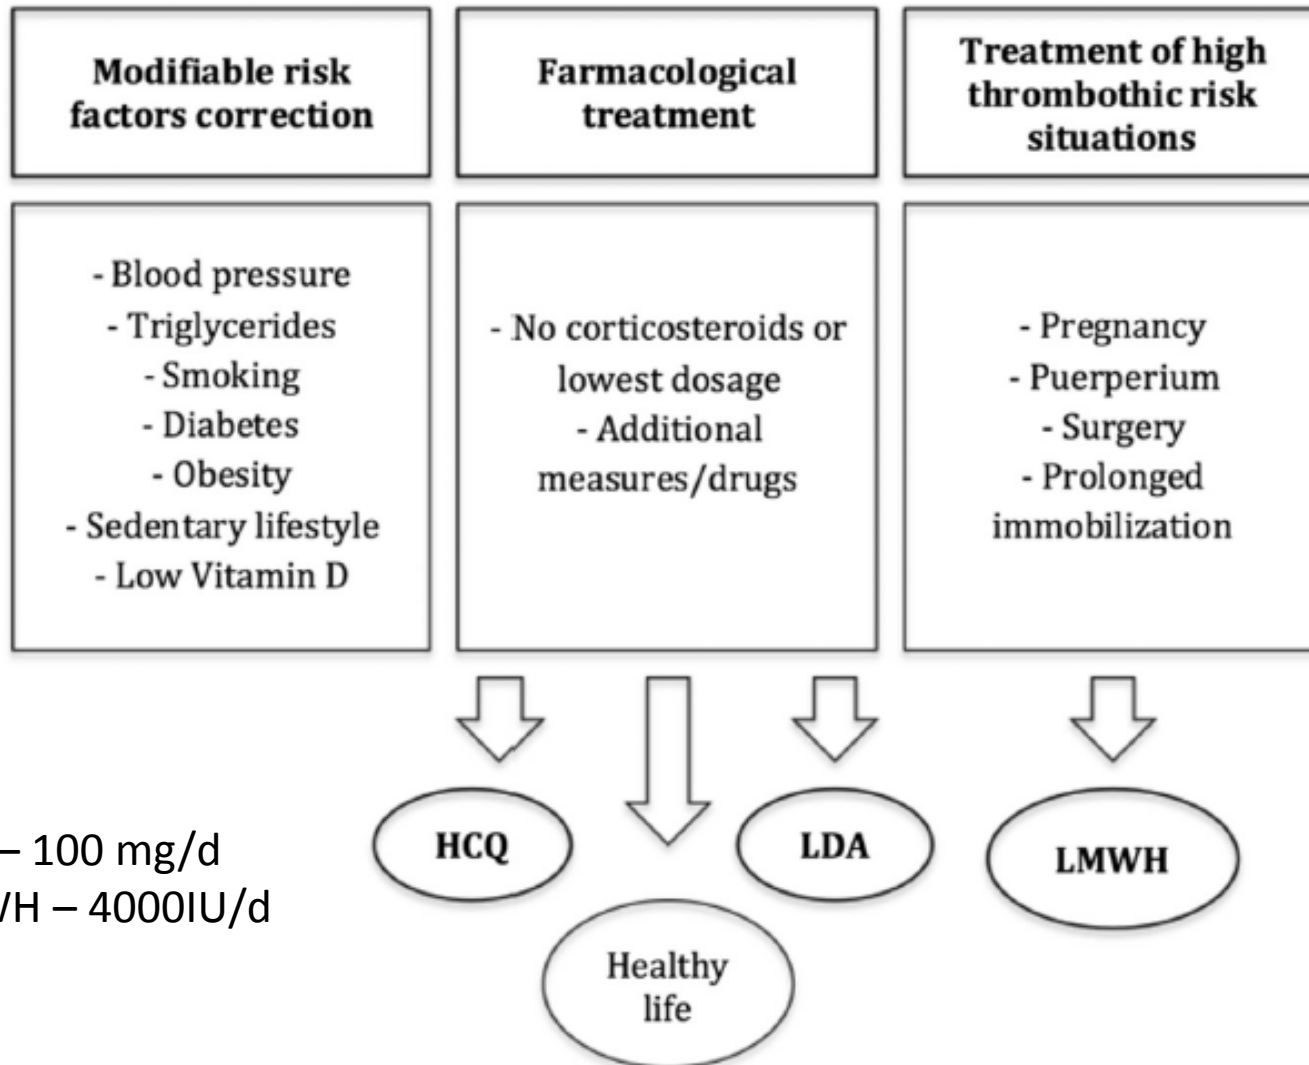 Modifiable risk
factors correction
Farmacological
treatment
Treatment of high
thrombothic risk
situations
- Blood pressure
- Triglycerides
- Smoking
- Diabetes
- Obesity
- Sedentary lifestyle
- Low Vitamin D
- No corticosteroids or
lowest dosage
- Additional
measures/drugs
- Pregnancy
- Puerperium
- Surgery
- Prolonged
immobilization
HCQ
LDA
LMWH
Healthy
life
– 100 mg/d
WH – 4000IU/d